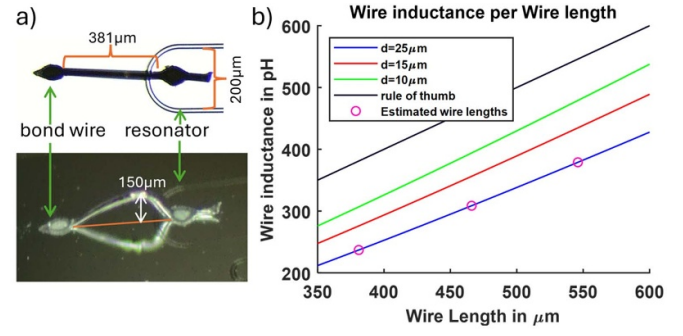 a)
381μm
200μm
bond wire
resonator
150μm
b)
Wire inductance per Wire length
Wire inductance in pH
600
500
400
300
200
d=25μm
d=15μm
d=10μm
rule of thumb
Estimated wire lengths
350
400
450
500
550
600
Wire Length in μm